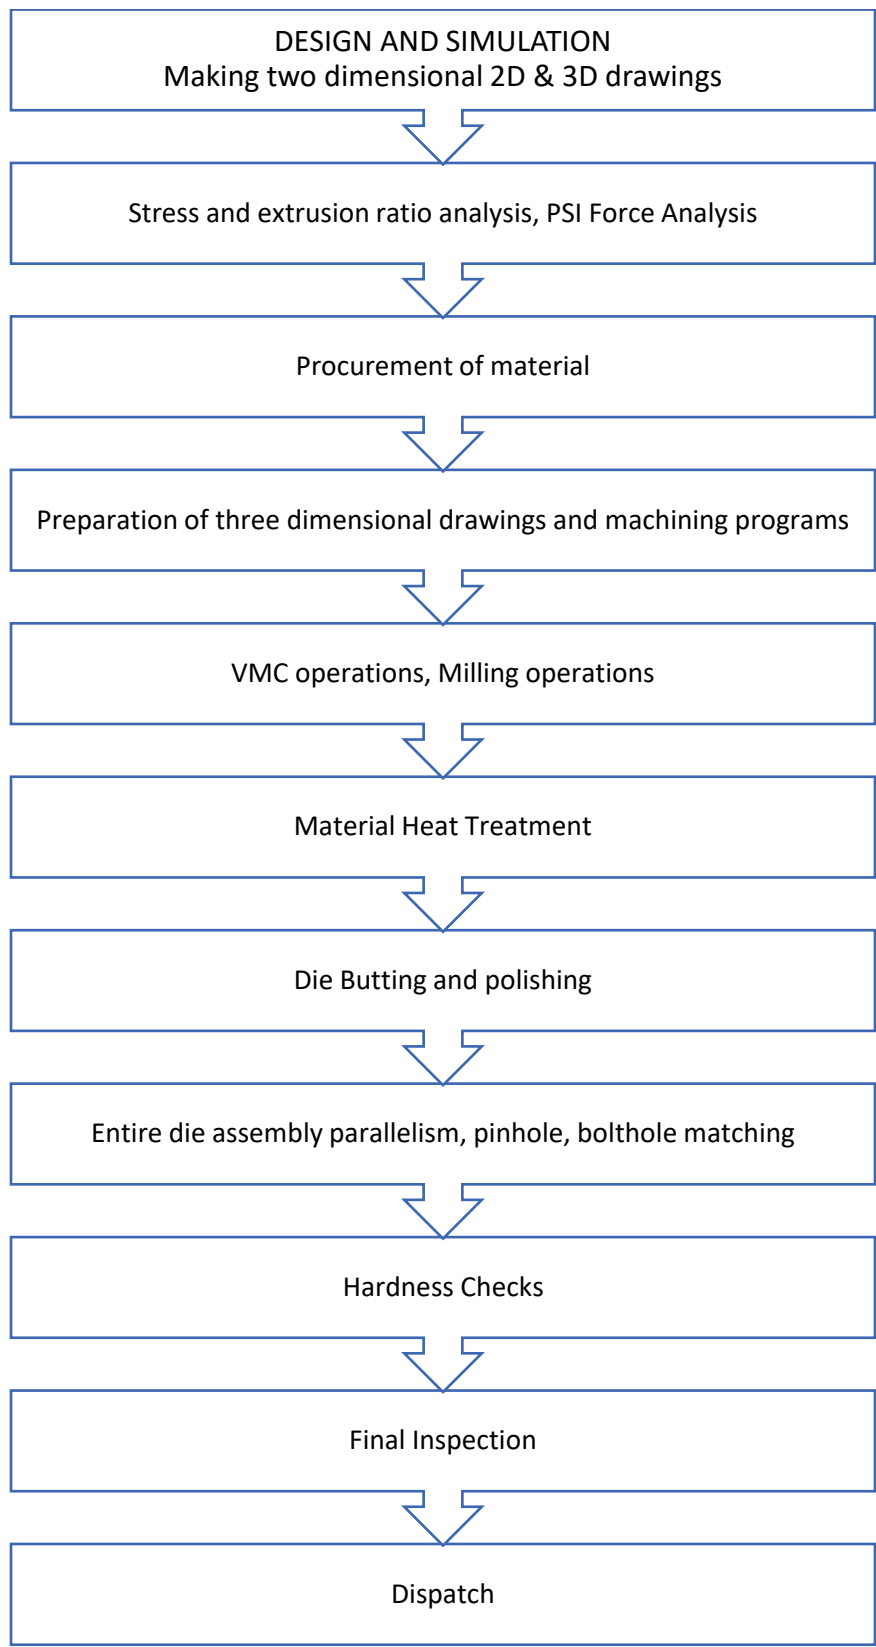 DESIGN AND SIMULATION
Making two dimensional 2D & 3D drawings
Stress and extrusion ratio analysis, PSI Force Analysis
Procurement of material
Preparation of three dimensional drawings and machining programs
VMC operations, Milling operations
Material Heat Treatment
Die Butting and polishing
Entire die assembly parallelism, pinhole, bolthole matching
Hardness Checks
Final Inspection
Dispatch